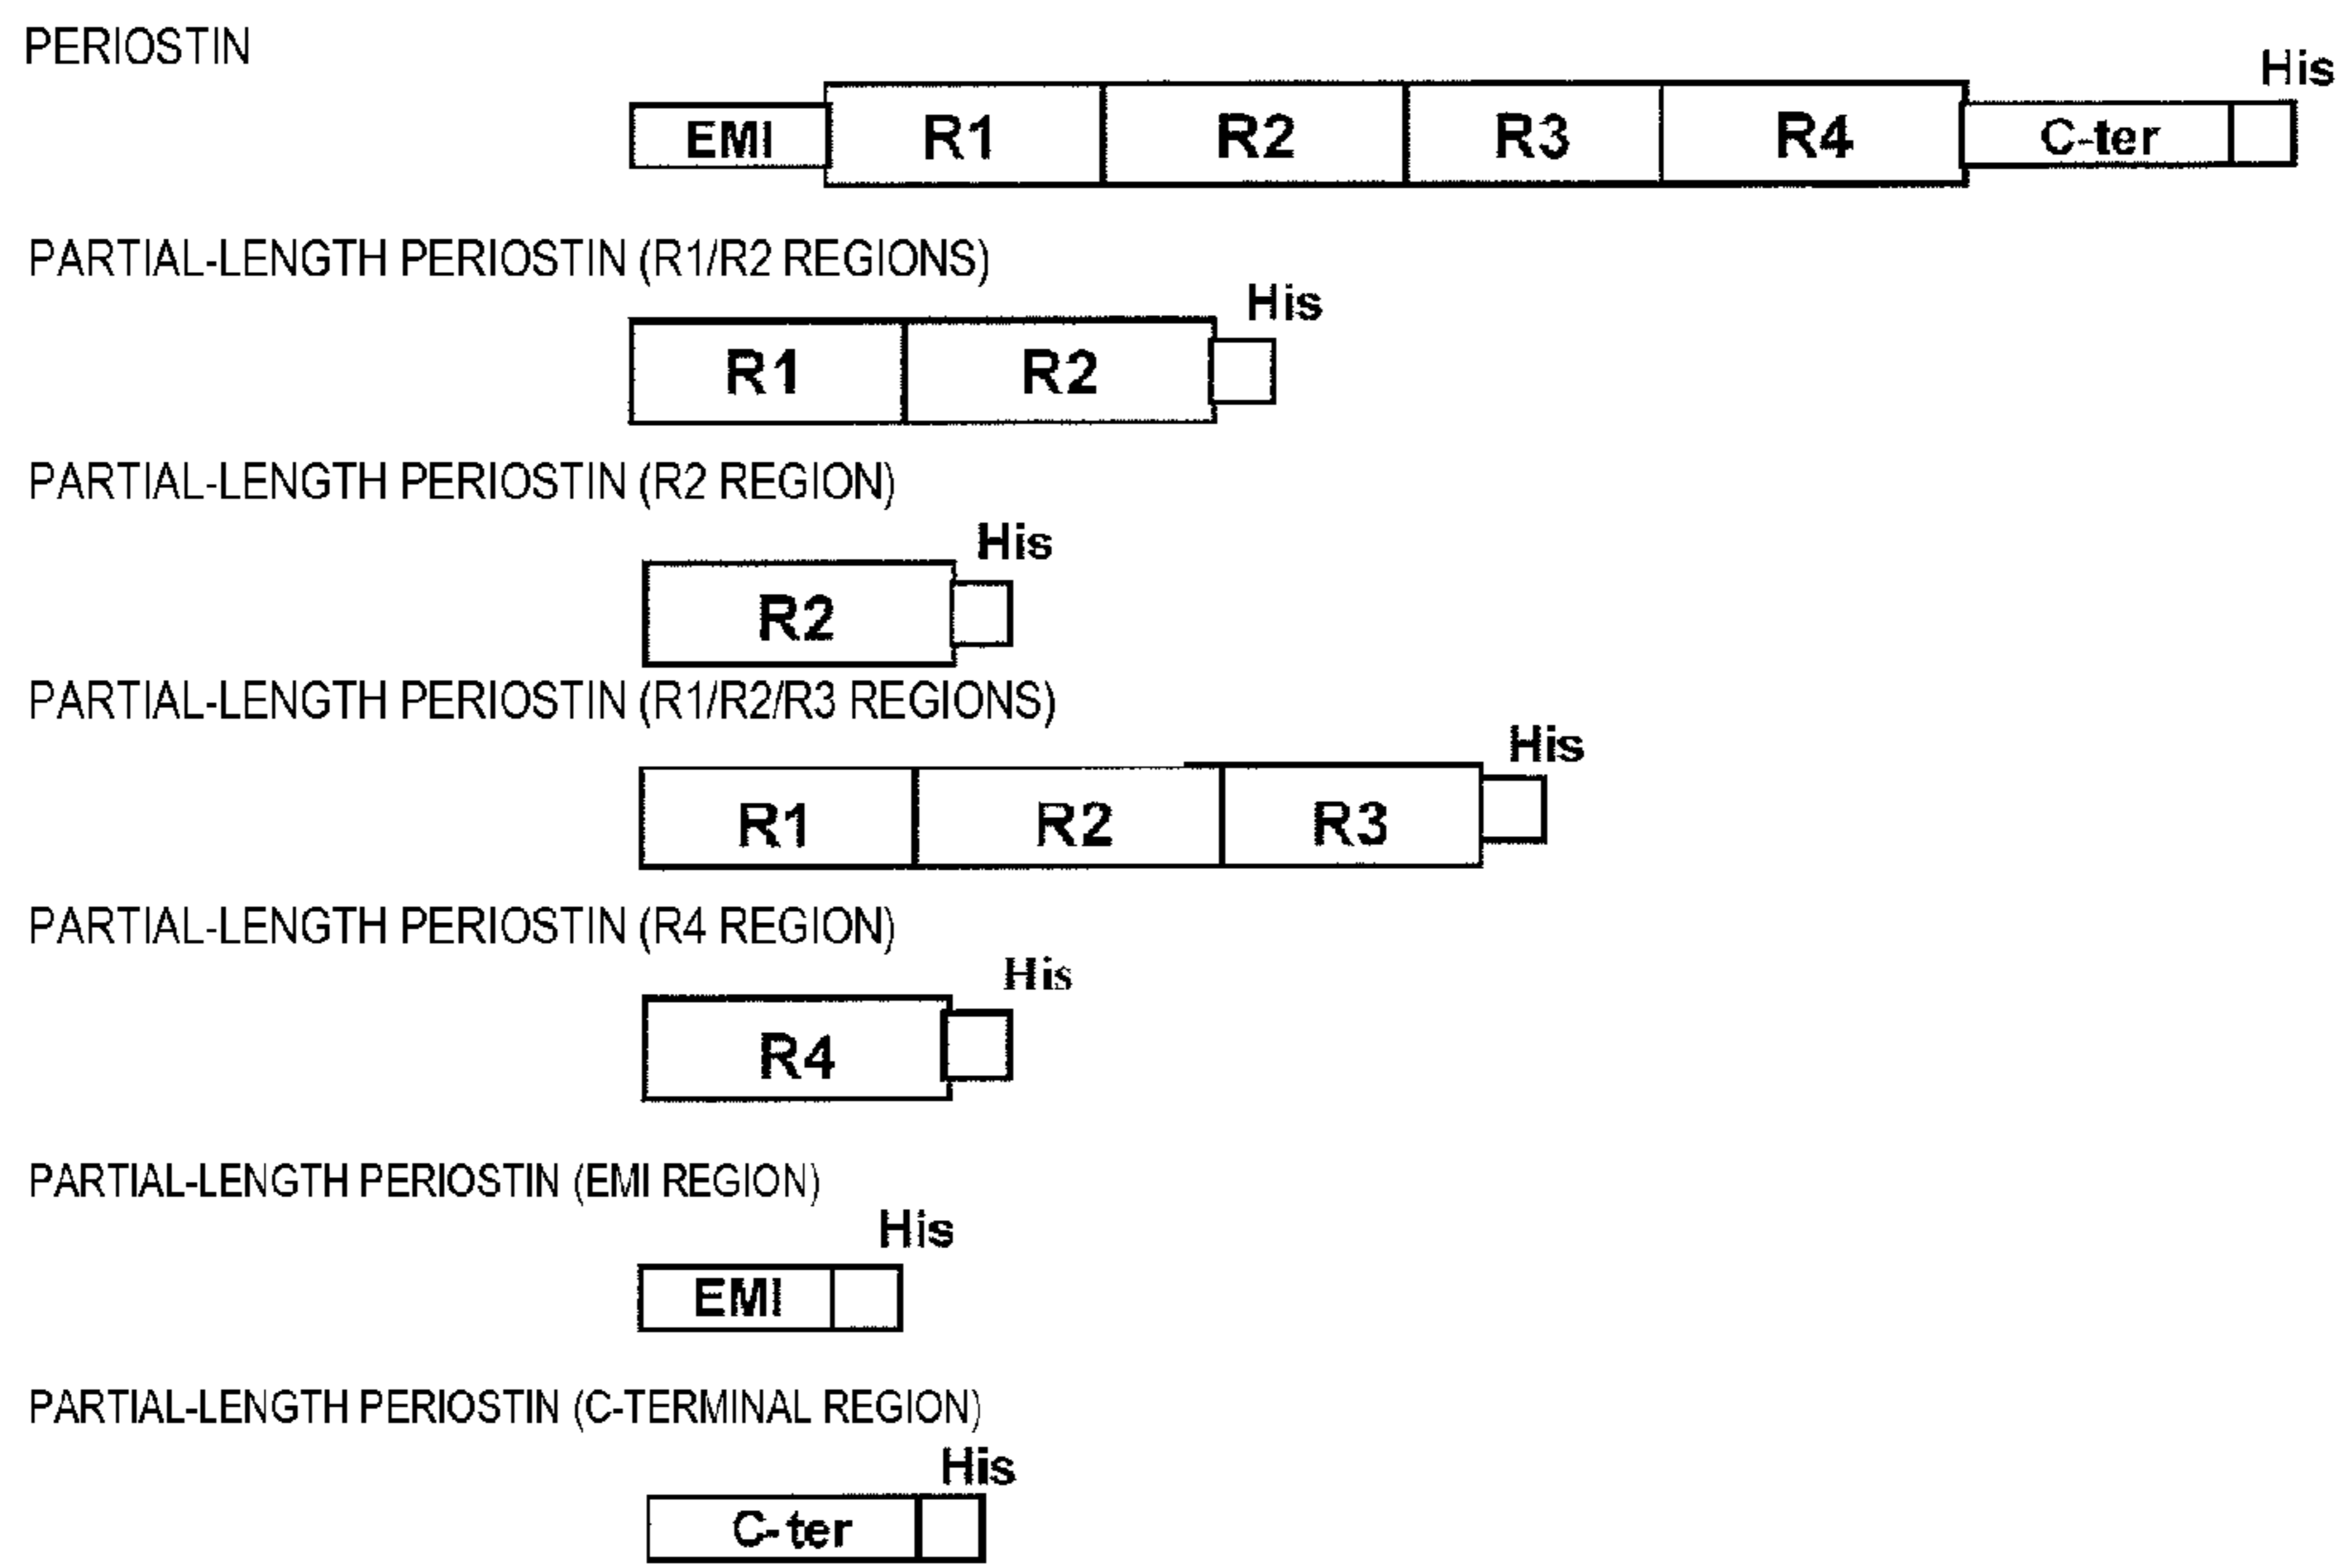 PERIOSTIN
His
EMI R1 R2 R3 R4 C-ter
PARTIAL-LENGTH PERIOSTIN (R1/R2 REGIONS)
His
R1 R2
PARTIAL-LENGTH PERIOSTIN (R2 REGION)
His
R2
PARTIAL-LENGTH PERIOSTIN (R1/R2/R3 REGIONS)
His
R1 R2 R3
PARTIAL-LENGTH PERIOSTIN (R4 REGION)
His
R4
PARTIAL-LENGTH PERIOSTIN (EMI REGION)
His
EMI
PARTIAL-LENGTH PERIOSTIN (C-TERMINAL REGION)
His
C-ter